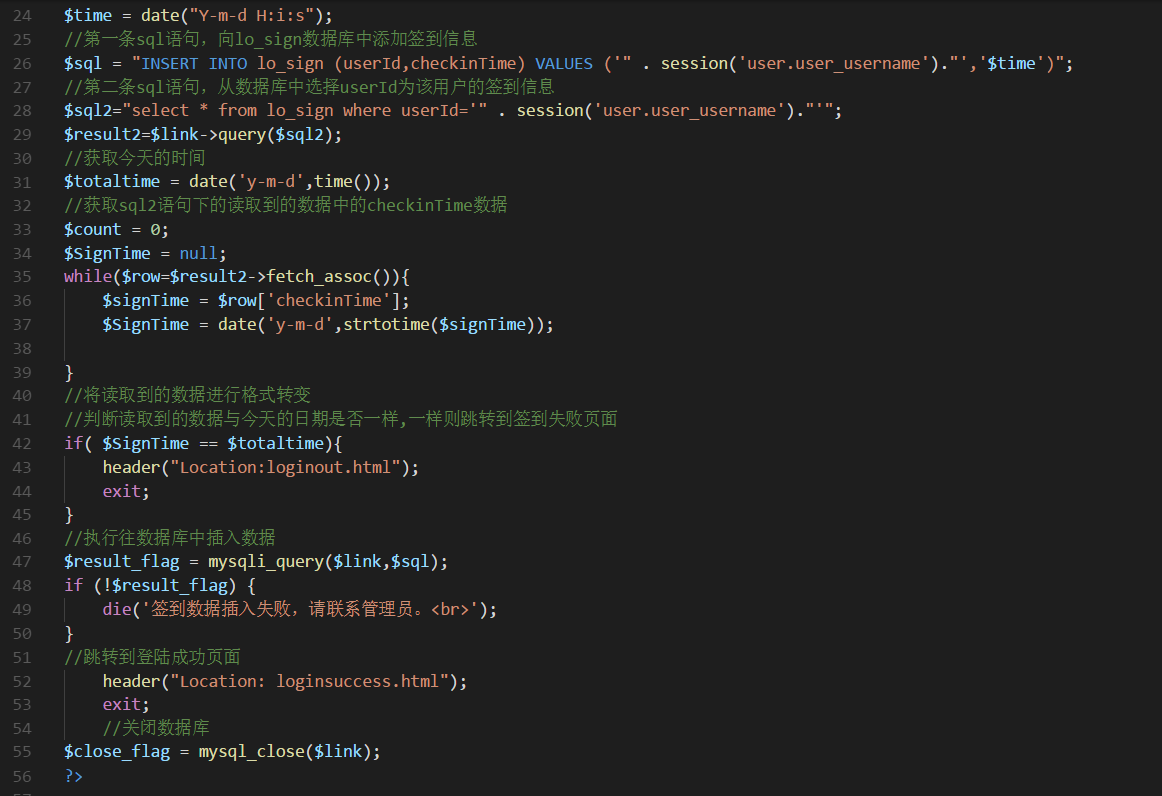 24 $time = date("Y-m-d H:i:s");
25 //第一条sql语句，向lo_sign数据库中添加签到信息
26 $sql = "INSERT INTO lo_sign (userId,checkinTime) VALUES ('" . session('user.user_username')."','$time')";
27 //第二条sql语句，从数据库中选择userId为该用户的签到信息
28 $sql2="select * from lo_sign where userId='" . session('user.user_username')."'";
29 $result2=$link->query($sql2);
30 //获取今天的时间
31 $totaltime = date('y-m-d',time());
32 //获取sql2语句下的读取到的数据中的checkinTime数据
33 $count = 0;
34 $SignTime = null;
35 while($row=$result2->fetch_assoc()){
36 $signTime = $row['checkinTime'];
37 $SignTime = date('y-m-d',strtotime($signTime));
38
39 }
40 //将读取到的数据进行格式转变
41 //判断读取到的数据与今天的日期是否一样,一样则跳转到签到失败页面
42 if( $SignTime == $totaltime){
43 header("Location:loginout.html");
44 exit;
45 }
46 //执行往数据库中插入数据
47 $result_flag = mysqli_query($link,$sql);
48 if (!$result_flag) {
49 die('签到数据插入失败，请联系管理员。<br>');
50 }
51 //跳转到登陆成功页面
52 header("Location: loginsuccess.html");
53 exit;
54 //关闭数据库
55 $close_flag = mysql_close($link);
56 ?>